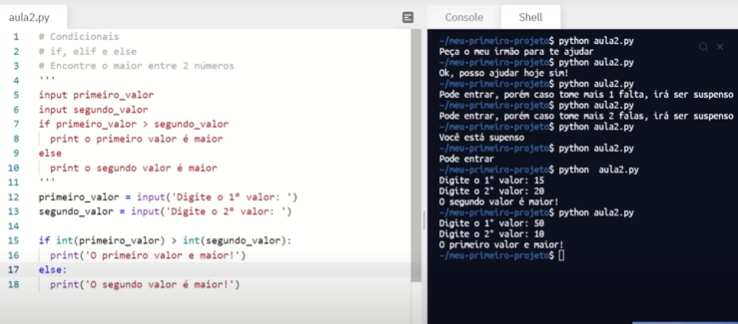 aula2.py
1 # Condicionais
2 # if, elif e else
3 # Encontre o maior entre 2 números
4 '''
5 input primeiro_valor
6 input segundo_valor
7 if primeiro_valor > segundo_valor
8 print o primeiro valor é maior
9 else
10 print o segundo valor é maior
11 '''
12 primeiro_valor = input('Digite o 1º valor: ')
13 segundo_valor = input('Digite o 2º valor: ')
14
15 if int(primeiro_valor) > int(segundo_valor):
16 print('O primeiro valor e maior!')
17 else:
18 print('O segundo valor é maior!')
Console Shell
~/meu-primeiro-projeto$ python aula2.py
Peça o meu irmão para te ajudar
~/meu-primeiro-projeto$ python aula2.py
Ok, posso ajudar hoje sim!
~/meu-primeiro-projeto$ python aula2.py
Pode entrar, porém caso tome mais 1 falta, irá ser suspenso
~/meu-primeiro-projeto$ python aula2.py
Pode entrar, porém caso tome mais 2 falas, irá ser suspenso
~/meu-primeiro-projeto$ python aula2.py
Você está supenso
~/meu-primeiro-projeto$ python aula2.py
Pode entrar
~/meu-primeiro-projeto$ python  aula2.py
Digite o 1º valor: 15
Digite o 2º valor: 20
O segundo valor é maior!
~/meu-primeiro-projeto$ python aula2.py
Digite o 1º valor: 50
Digite o 2º valor: 10
O primeiro valor e maior!
~/meu-primeiro-projeto$